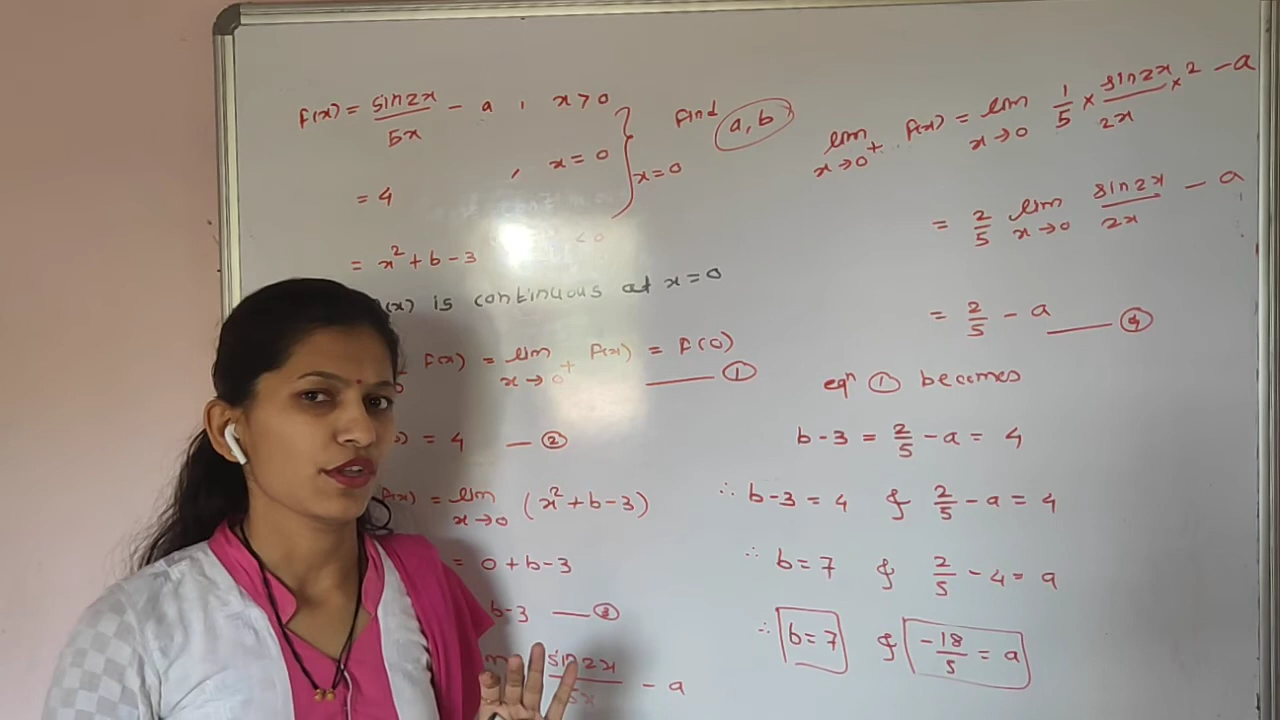 f(x) = sin2x/5x - a , x > 0
= 4 , x = 0
= x² + b - 3 < 0
x = 0
Find a, b
(x) is continuous at x = 0
f(x) = lim x→0⁺ f(x) = f(0) —— ①
= 4 — ②
f(x) = lim x→0 (x² + b - 3)
= 0 + b - 3
b - 3 —— ③
sin2x/5x - a
lim x→0⁺ f(x) = lim x→0 1/5 × sin2x/2x × 2 - a
= 2/5 lim x→0 sin2x/2x - a
= 2/5 - a —— ④
eqⁿ ① becomes
b - 3 = 2/5 - a = 4
∴ b - 3 = 4 & 2/5 - a = 4
∴ b = 7 & 2/5 - 4 = a
∴ b = 7 & -18/5 = a